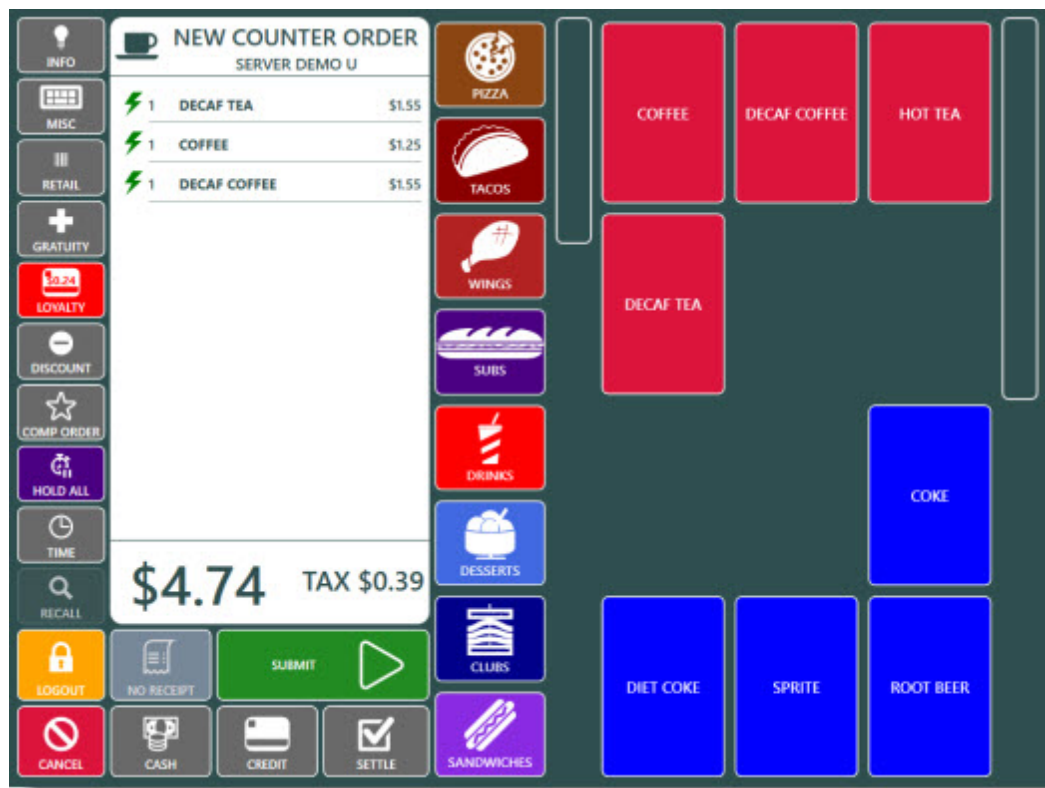 INFO
MISC
RETAIL
GRATUITY
$0.24
LOYALTY
DISCOUNT
COMP ORDER
HOLD ALL
TIME
RECALL
LOGOUT
CANCEL
NEW COUNTER ORDER
SERVER DEMO U
1 DECAF TEA $1.55
1 COFFEE $1.25
1 DECAF COFFEE $1.55
$4.74 TAX $0.39
NO RECEIPT
SUBMIT
CASH
CREDIT
SETTLE
PIZZA
TACOS
WINGS
SUBS
DRINKS
DESSERTS
CLUBS
SANDWICHES
COFFEE
DECAF COFFEE
HOT TEA
DECAF TEA
COKE
DIET COKE
SPRITE
ROOT BEER